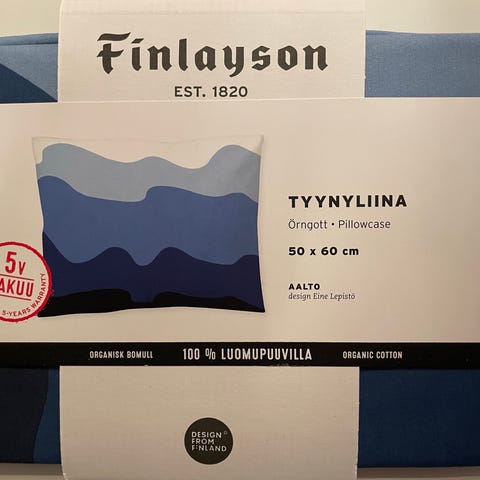 Finlayson
EST. 1820
TYYNYLIINA
Örngott • Pillowcase
50 x 60 cm
AALTO
design Eine Lepistö
5v
AKUU
5-YEARS WARRANTY
ORGANISK BOMULL 100 % LUOMUPUUVILLA ORGANIC COTTON
DESIGN
FROM
FINLAND